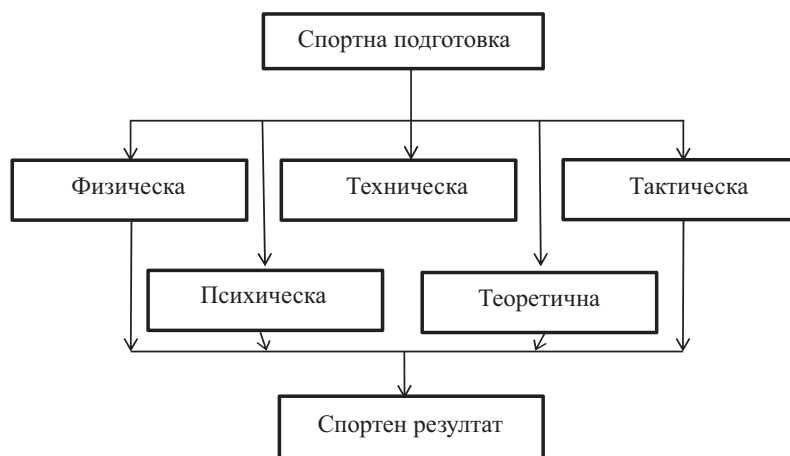 Спортна подготовка
Физическа
Техническа
Тактическа
Психическа
Теоретична
Спортен резултат